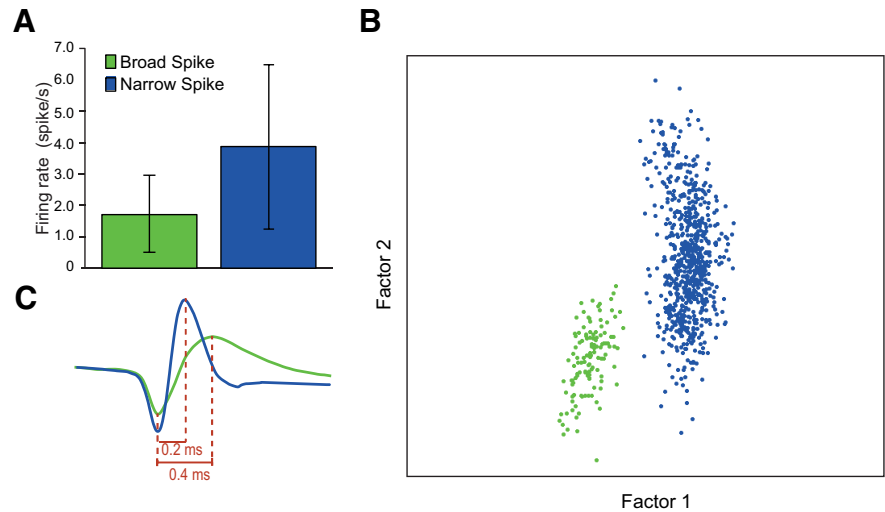 A
Firing rate (spike/s)
7.0
6.0
5.0
4.0
3.0
2.0
1.0
0
Broad Spike
Narrow Spike
B
Factor 2
Factor 1
C
0.2 ms
0.4 ms